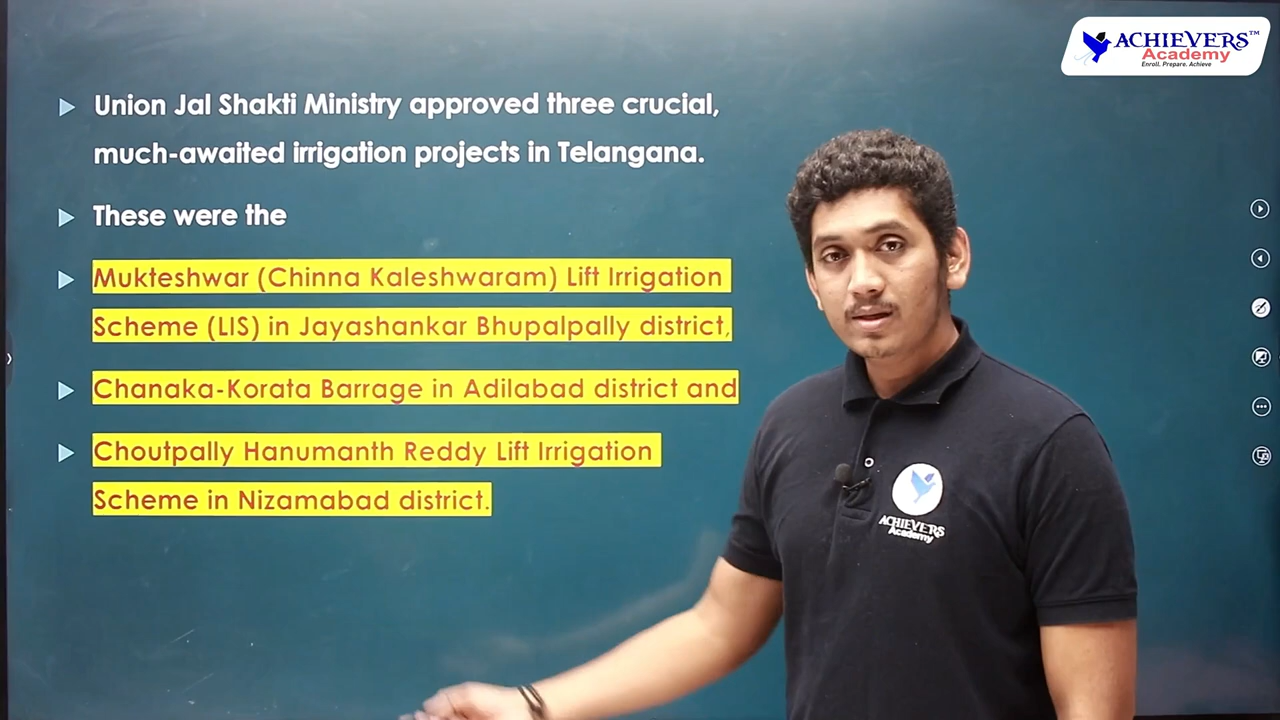 ACHIEVERS™
Academy
Enroll. Prepare. Achieve
Union Jal Shakti Ministry approved three crucial,
much-awaited irrigation projects in Telangana.
These were the
Mukteshwar (Chinna Kaleshwaram) Lift Irrigation
Scheme (LIS) in Jayashankar Bhupalpally district,
Chanaka-Korata Barrage in Adilabad district and
Choutpally Hanumanth Reddy Lift Irrigation
Scheme in Nizamabad district.
ACHIEVERS
Academy